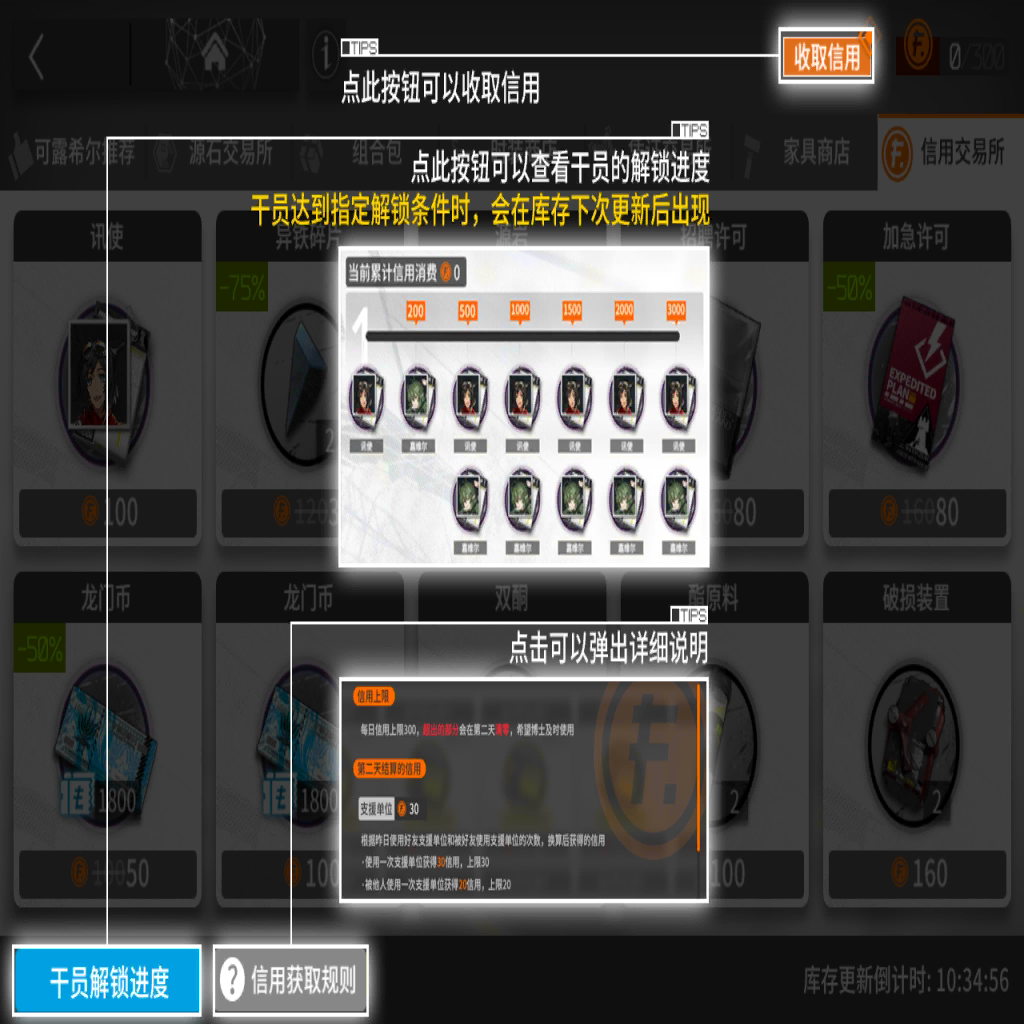 TIPS
收取信用
0/300
点此按钮可以收取信用
可露希尔推荐
源石交易所
组合包
家具商店
信用交易所
TIPS
点此按钮可以查看干员的解锁进度
干员达到指定解锁条件时，会在库存下次更新后出现
讯使
异铁碎片
源岩
招聘许可
加急许可
-75%
-50%
当前累计信用消费 0
1
200
500
1000
1500
2000
3000
讯使
嘉维尔
讯使
讯使
讯使
讯使
讯使
嘉维尔
嘉维尔
嘉维尔
嘉维尔
嘉维尔
EXPEDITED
PLAN
2
100
120
80
160 80
龙门币
龙门币
双酮
酯原料
破损装置
TIPS
点击可以弹出详细说明
-50%
信用上限
每日信用上限300，超出的部分会在第二天清零，希望博士及时使用
第二天结算的信用
支援单位 30
根据昨日使用好友支援单位和被好友使用支援单位的次数，换算后获得的信用
·使用一次支援单位获得30信用，上限30
·被他人使用一次支援单位获得20信用，上限20
1800
1800
2
2
100 50
100
100
160
干员解锁进度
? 信用获取规则
库存更新倒计时: 10:34:56